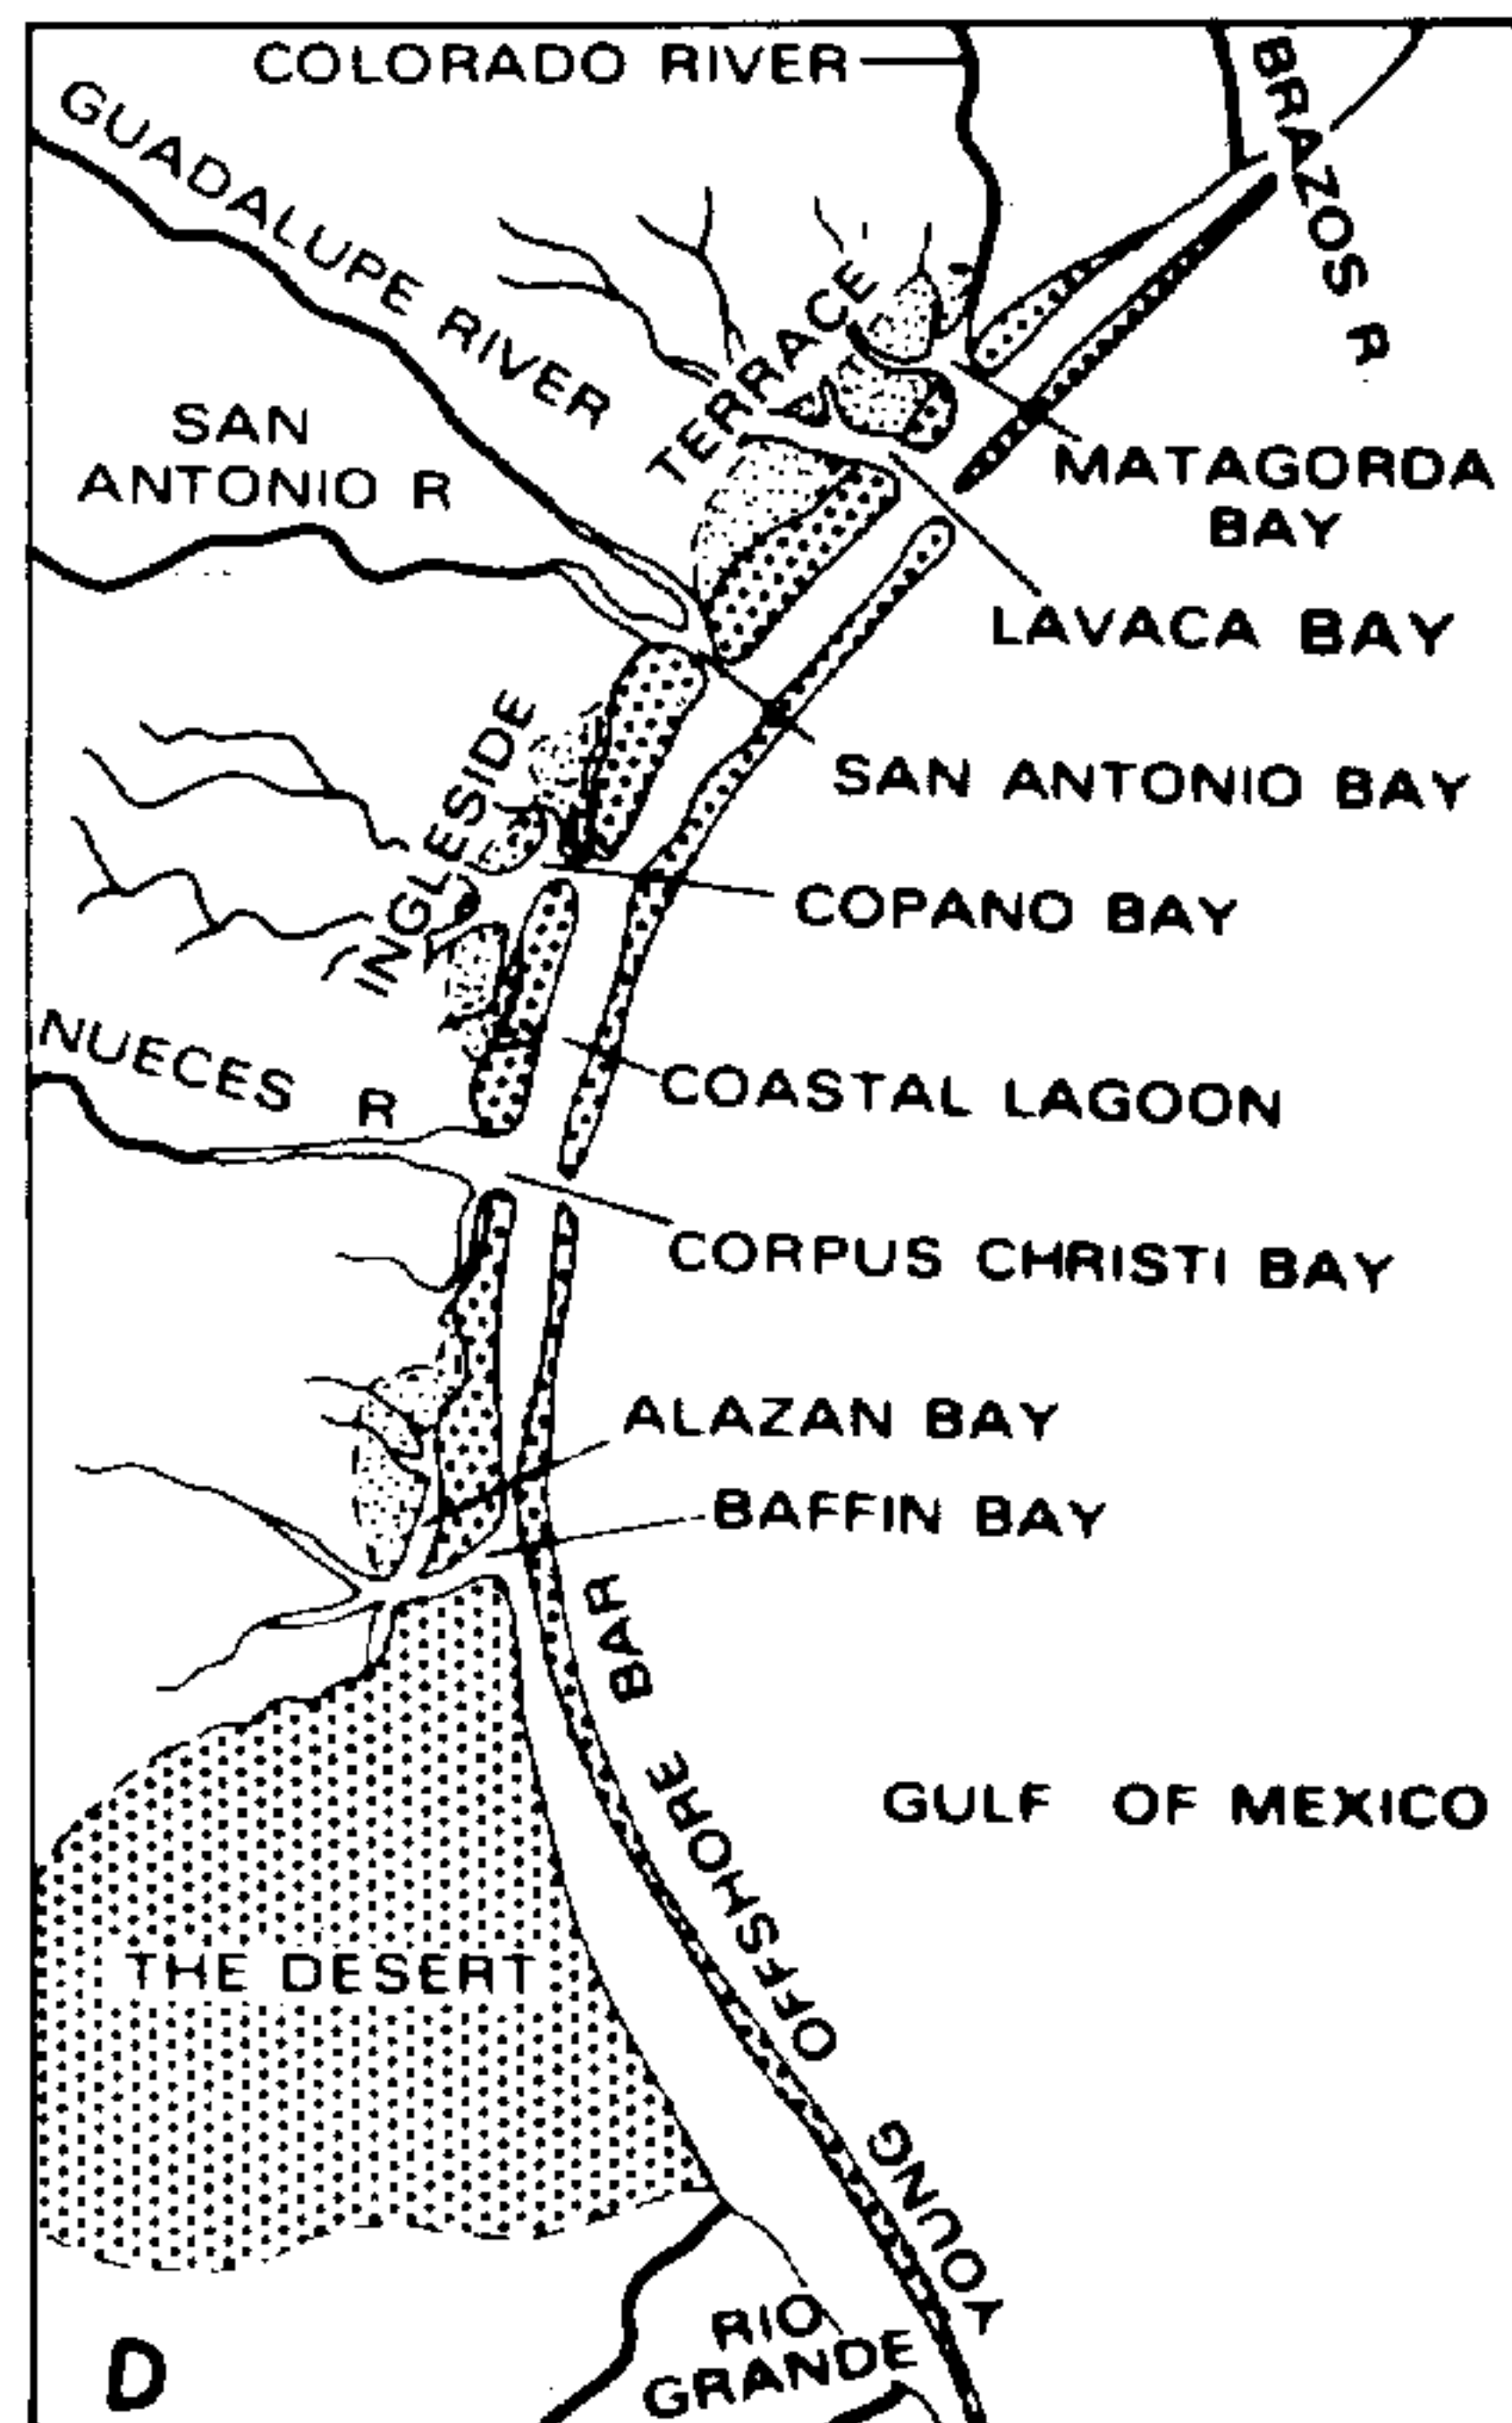 COLORADO RIVER
BRAZOS R
GUADALUPE RIVER
TERRACE
SAN
ANTONIO R
MATAGORDA
BAY
LAVACA BAY
INGLESIDE
SAN ANTONIO BAY
COPANO BAY
NUECES R
COASTAL LAGOON
CORPUS CHRISTI BAY
ALAZAN BAY
BAFFIN BAY
YOUNG OFFSHORE BAR
GULF OF MEXICO
THE DESERT
RIO
GRANDE
D